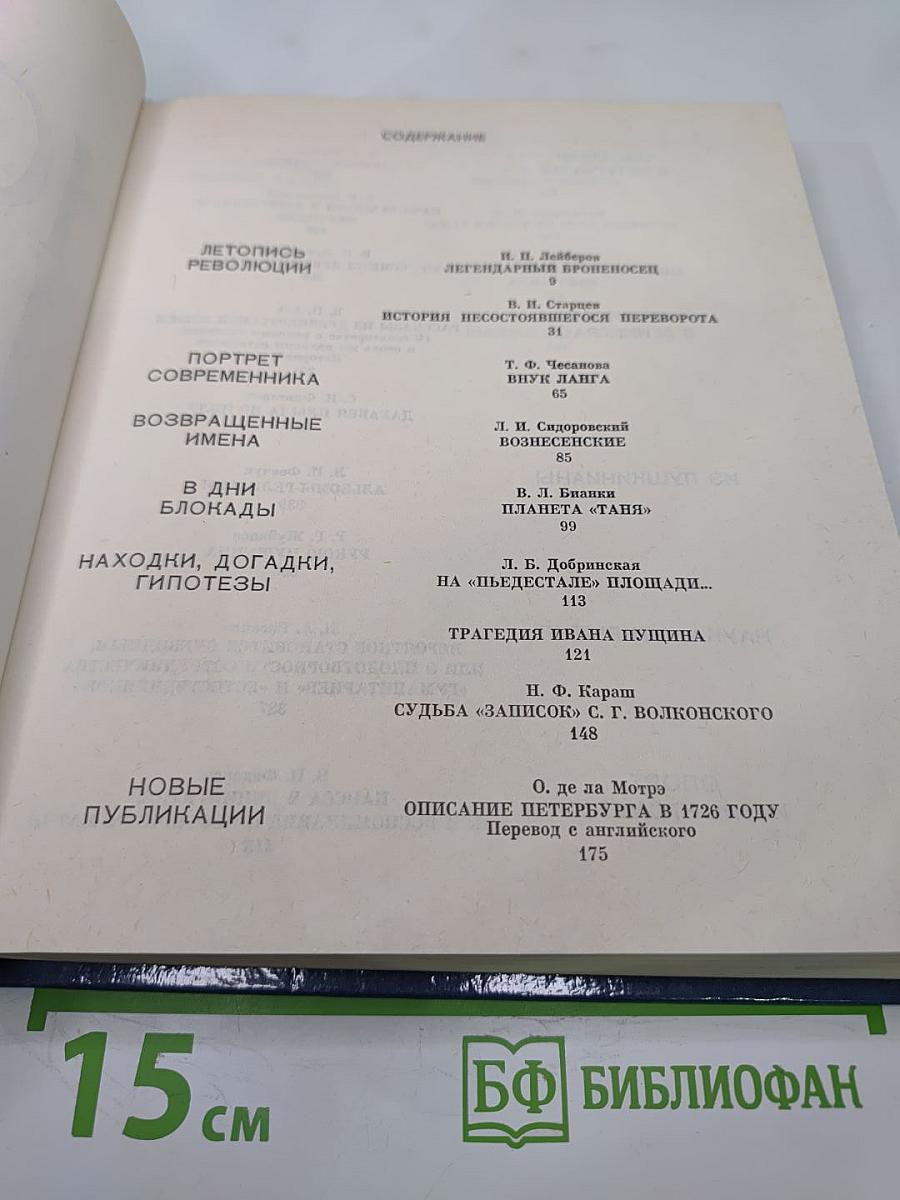 СОДЕРЖАНИЕ
ЛЕТОПИСЬ
РЕВОЛЮЦИИ
И. П. Лейберов
ЛЕГЕНДАРНЫЙ БРОНЕНОСЕЦ
9
В. И. Старцев
ИСТОРИЯ НЕСОСТОЯВШЕГОСЯ ПЕРЕВОРОТА
31
ПОРТРЕТ
СОВРЕМЕННИКА
Т. Ф. Чесанова
ВНУК ЛАНГА
65
ВОЗВРАЩЕННЫЕ
ИМЕНА
Л. И. Сидоровский
ВОЗНЕСЕНСКИЕ
85
В ДНИ
БЛОКАДЫ
В. Л. Бианки
ПЛАНЕТА «ТАНЯ»
99
НАХОДКИ, ДОГАДКИ,
ГИПОТЕЗЫ
Л. Б. Добринская
НА «ПЬЕДЕСТАЛЕ» ПЛОЩАДИ...
113
ТРАГЕДИЯ ИВАНА ПУЩИНА
121
Н. Ф. Караш
СУДЬБА «ЗАПИСОК» С. Г. ВОЛКОНСКОГО
148
НОВЫЕ
ПУБЛИКАЦИИ
О. де ла Мотрэ
ОПИСАНИЕ ПЕТЕРБУРГА В 1726 ГОДУ
Перевод с английского
175
15 см
БФ БИБЛИОФАН